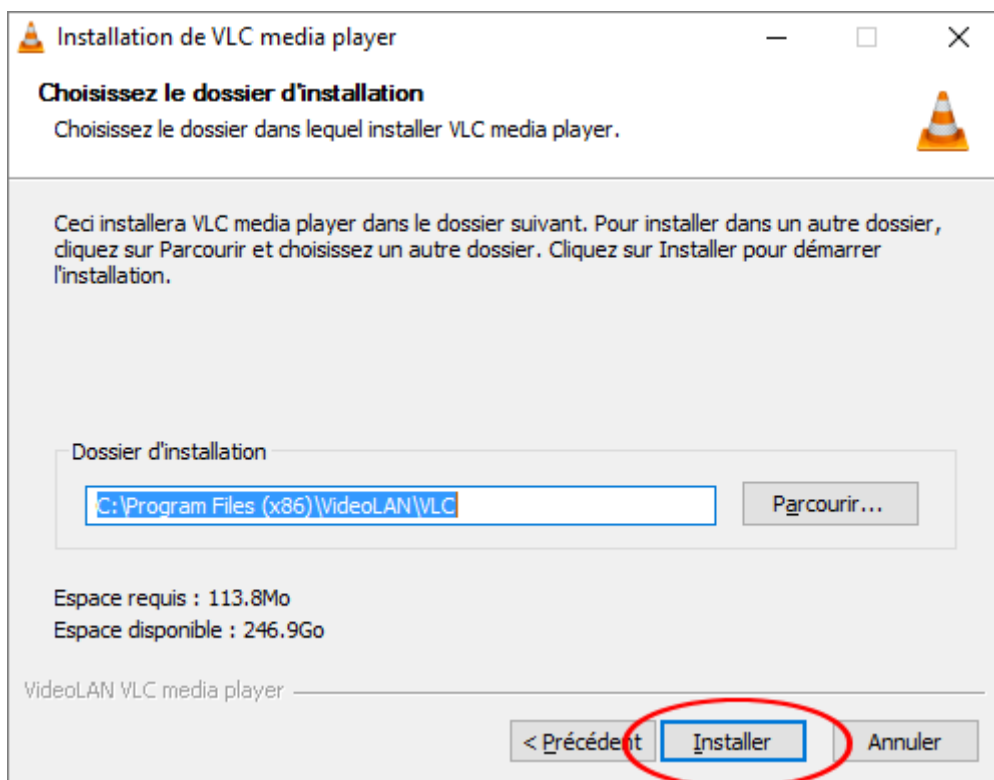 Installation de VLC media player
Choisissez le dossier d'installation
Choisissez le dossier dans lequel installer VLC media player.
Ceci installera VLC media player dans le dossier suivant. Pour installer dans un autre dossier,
cliquez sur Parcourir et choisissez un autre dossier. Cliquez sur Installer pour démarrer
l'installation.
Dossier d'installation
C:\Program Files (x86)\VideoLAN\VLC
Parcourir...
Espace requis : 113.8Mo
Espace disponible : 246.9Go
VideoLAN VLC media player
< Précédent
Installer
Annuler